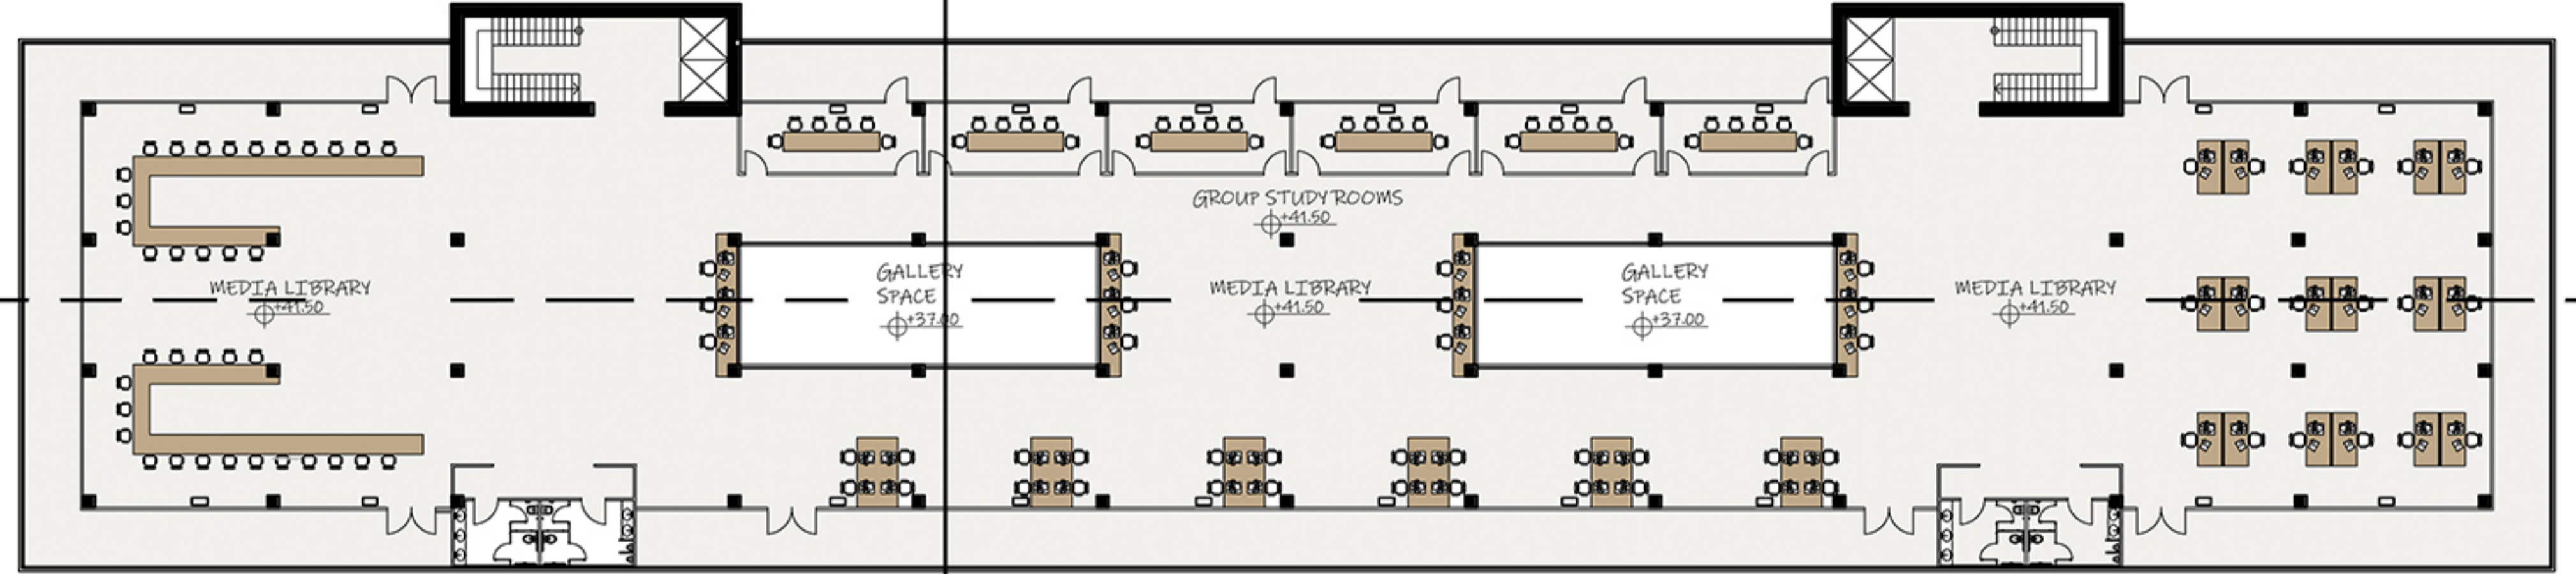 GROUP STUDY ROOMS
+41.50
MEDIA LIBRARY
+41.50
GALLERY
SPACE
+37.00
MEDIA LIBRARY
+41.50
GALLERY
SPACE
+37.00
MEDIA LIBRARY
+41.50